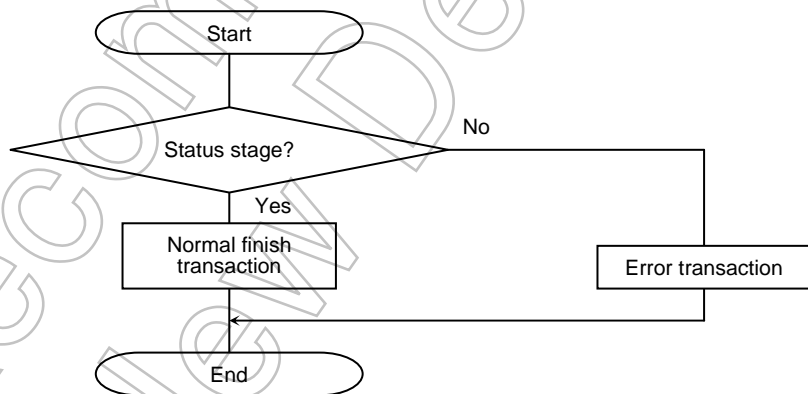 Start
Status stage?
No
Yes
Normal finish
transaction
Error transaction
End